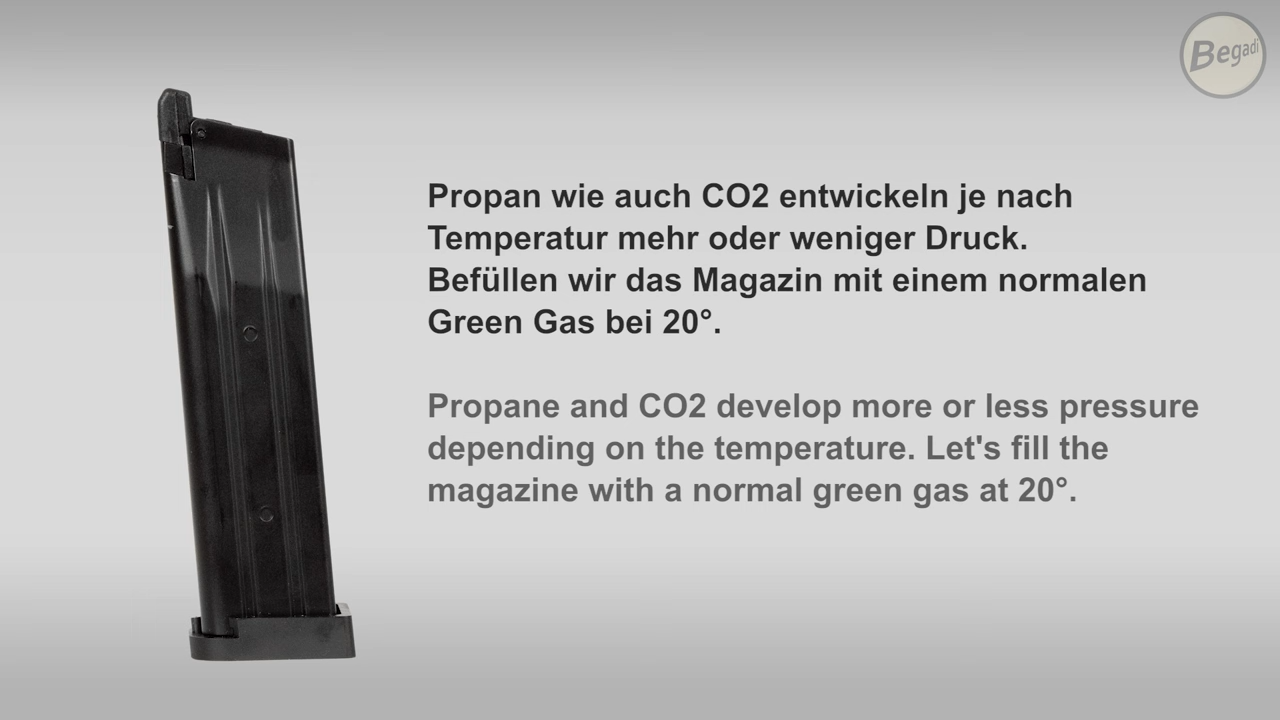 Begadi
Propan wie auch CO2 entwickeln je nach
Temperatur mehr oder weniger Druck.
Befüllen wir das Magazin mit einem normalen
Green Gas bei 20°.
Propane and CO2 develop more or less pressure
depending on the temperature. Let's fill the
magazine with a normal green gas at 20°.